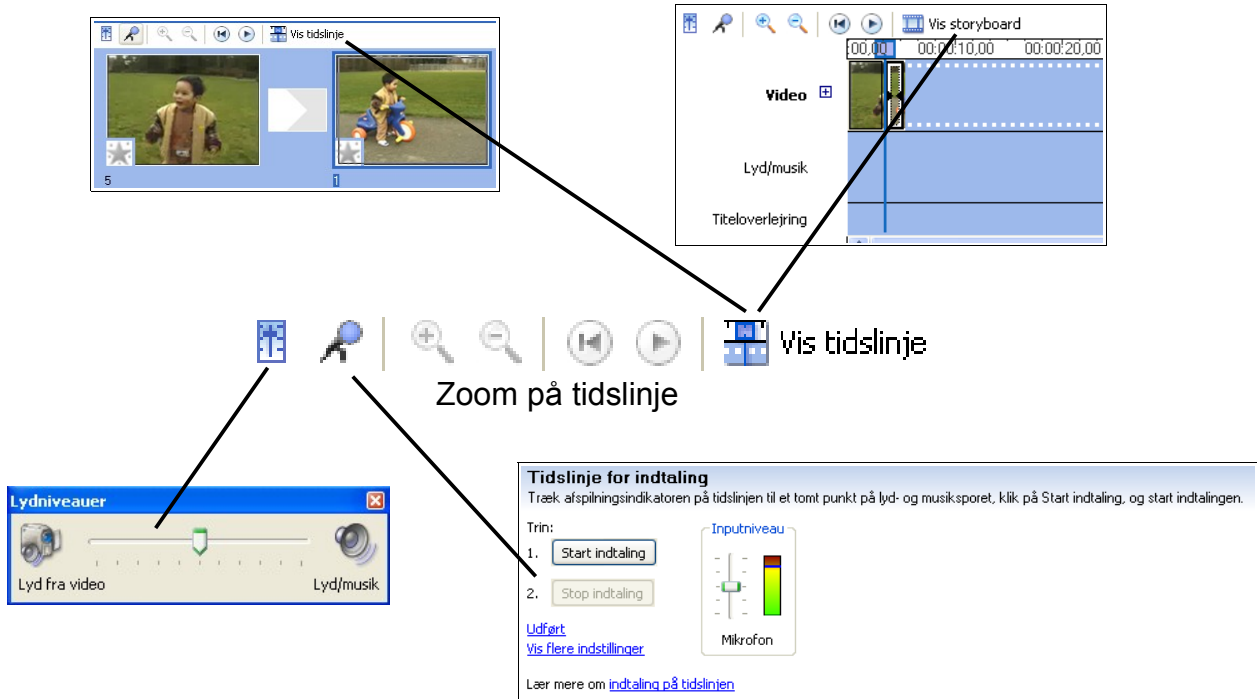 Vis tidslinje
5
1
Vis storyboard
:00,00 00:00:10,00 00:00:20,00
Video
Lyd/musik
Titeloverlejring
Vis tidslinje
Zoom på tidslinje
Lydniveauer
Lyd fra video
Lyd/musik
Tidslinje for indtaling
Træk afspilningsindikatoren på tidslinjen til et tomt punkt på lyd- og musiksporet, klik på Start indtaling, og start indtalingen.
Trin:
1. Start indtaling
2. Stop indtaling
Udført
Vis flere indstillinger
Inputniveau
Mikrofon
Lær mere om indtaling på tidslinjen